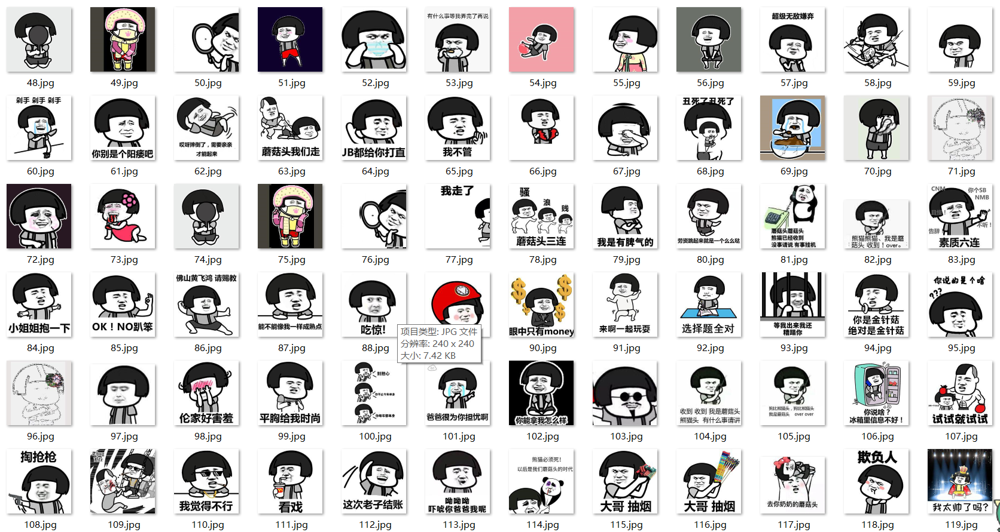 有什么事等我弄完了再说
超级无敌嫌弃
48.jpg
49.jpg
50.jpg
51.jpg
52.jpg
53.jpg
54.jpg
55.jpg
56.jpg
57.jpg
58.jpg
59.jpg
剁手 剁手 剁手
你别是个阳痿吧
哎呀摔倒了，需要亲亲
才能起来
蘑菇头我们走
JB都给你打直
我不管
丑死了丑死了
60.jpg
61.jpg
62.jpg
63.jpg
64.jpg
65.jpg
66.jpg
67.jpg
68.jpg
69.jpg
70.jpg
71.jpg
我走了
骚
浪
贱
蘑菇头三连
我是有脾气的
劳资跳起来就是一个么么哒
蘑菇头蘑菇头
熊猫已经收到
没事请说 有事挂机
熊猫熊猫、我是蘑
菇头 收到！over。
CNM
你个SB
NMB
且慢！
不听！
告辞！
素质六连
72.jpg
73.jpg
74.jpg
75.jpg
76.jpg
77.jpg
78.jpg
79.jpg
80.jpg
81.jpg
82.jpg
83.jpg
小姐姐抱一下
OK！NO趴笨
佛山黄飞鸿 请赐教
能不能像我一样成熟点
吃惊!
眼中只有money
来啊一起玩耍
选择题全对
等我出来我还
糟蹋你
你是金针菇
绝对是金针菇
你说的是个啥
???
84.jpg
85.jpg
86.jpg
87.jpg
88.jpg
项目类型: JPG 文件
分辨率: 240 x 240
大小: 7.42 KB
90.jpg
91.jpg
92.jpg
93.jpg
94.jpg
95.jpg
伦家好害羞
平胸给我时尚
别担心
你不止今年单身
你每年都单身
爸爸很为你担忧啊
你能拿我怎么样
收到 收到 我是蘑菇头
熊猫头 有什么事请讲
狗比熊猫头，狗比熊猫头
我是蘑菇头 over over
你说啥？
冰箱里信息不好！
试试就试试
96.jpg
97.jpg
98.jpg
99.jpg
100.jpg
101.jpg
102.jpg
103.jpg
104.jpg
105.jpg
106.jpg
107.jpg
掏抢枪
Thug
Life
我觉得不行
看戏
这次老子结账
呦呦呦
吓唬你爸爸我呢
熊猫必须死！
以后是我们蘑菇头的时代
大哥 抽烟
大哥 抽烟
去你奶奶的蘑菇头
欺负人
我太帅了吗?
108.jpg
109.jpg
110.jpg
111.jpg
112.jpg
113.jpg
114.jpg
115.jpg
116.jpg
117.jpg
118.jpg
119.jpg